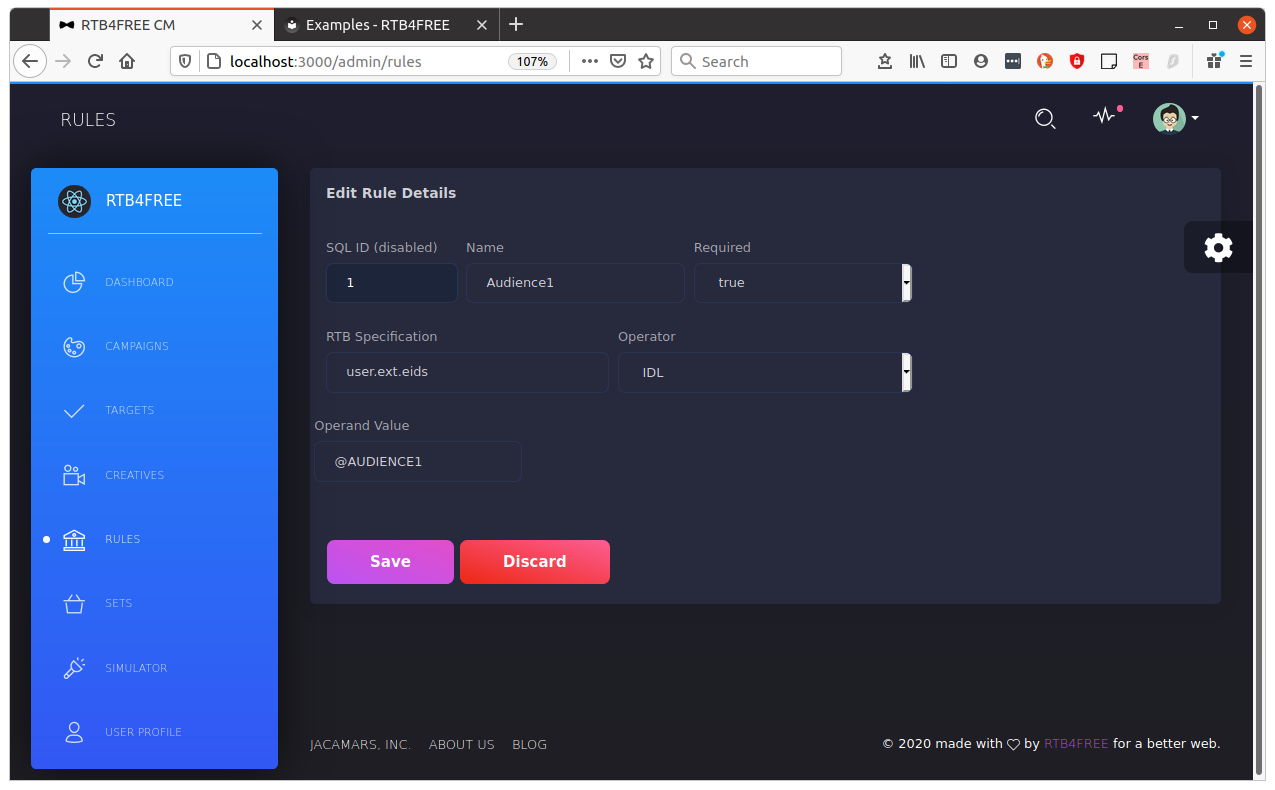 RTB4FREE CM
Examples - RTB4FREE
localhost:3000/admin/rules
107%
Search
Cors
E
RULES
RTB4FREE
DASHBOARD
CAMPAIGNS
TARGETS
CREATIVES
RULES
SETS
SIMULATOR
USER PROFILE
Edit Rule Details
SQL ID (disabled) Name Required
1 Audience1 true
RTB Specification Operator
user.ext.eids IDL
Operand Value
@AUDIENCE1
Save Discard
JACAMARS, INC. ABOUT US BLOG
© 2020 made with ♡ by RTB4FREE for a better web.